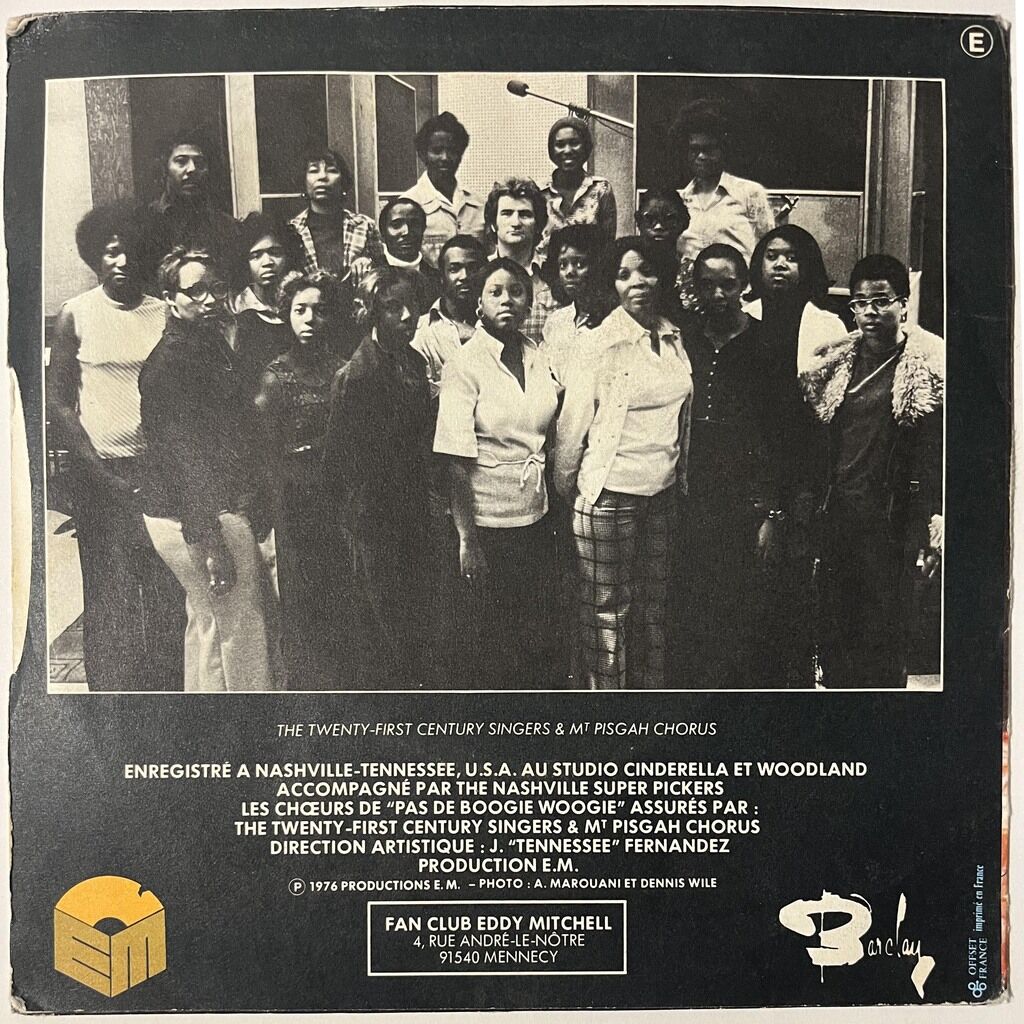 E
THE TWENTY-FIRST CENTURY SINGERS & MT PISGAH CHORUS
ENREGISTRÉ A NASHVILLE-TENNESSEE, U.S.A. AU STUDIO CINDERELLA ET WOODLAND
ACCOMPAGNÉ PAR THE NASHVILLE SUPER PICKERS
LES CHŒURS DE "PAS DE BOOGIE WOOGIE" ASSURÉS PAR :
THE TWENTY-FIRST CENTURY SINGERS & MT PISGAH CHORUS
DIRECTION ARTISTIQUE : J. "TENNESSEE" FERNANDEZ
PRODUCTION E.M.
℗ 1976 PRODUCTIONS E.M. – PHOTO : A. MAROUANI ET DENNIS WILE
FAN CLUB EDDY MITCHELL
4, RUE ANDRÉ-LE-NÔTRE
91540 MENNECY
EM
Barclay
OFFSET
FRANCE imprimé en France